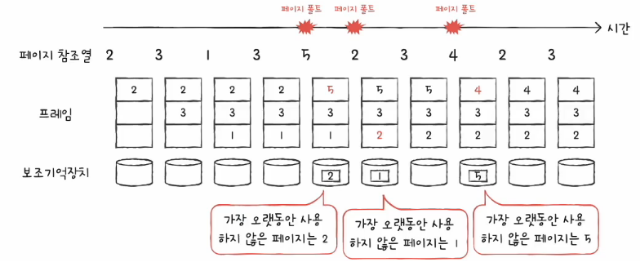 페이지 폴트 페이지 폴트 페이지 폴트
시간
페이지 참조열 2 3 1 3 5 2 3 4 2 3
2 2 2 2 5 5 5 4 4 4
프레임 3 3 3 3 3 3 3 3 3
1 1 1 2 2 2 2 2
보조기억장치 2 1 5
가장 오랫동안 사용
하지 않은 페이지는 2
가장 오랫동안 사용
하지 않은 페이지는 1
가장 오랫동안 사용
하지 않은 페이지는 5